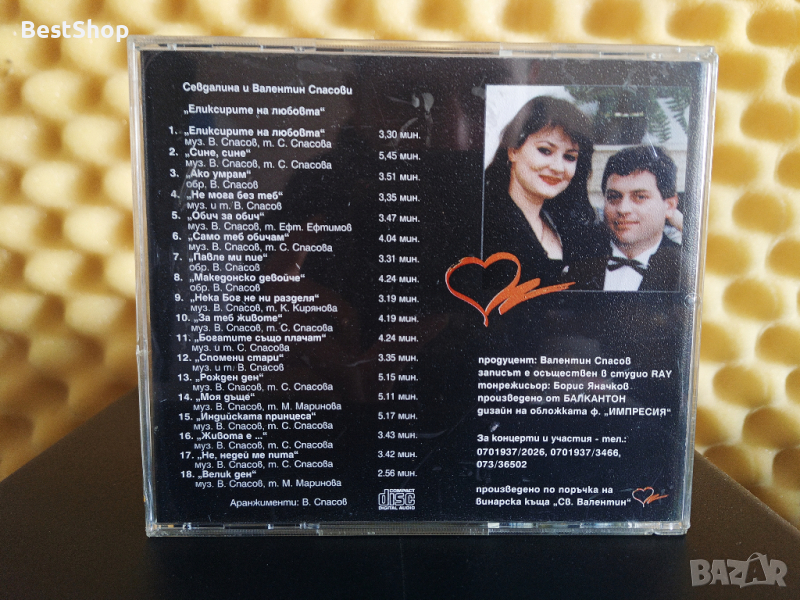 BestShop
Севдалина и Валентин Спасови
„Еликсирите на любовта“
1. „Еликсирите на любовта“ 3,30 мин.
муз. В. Спасов, т. С. Спасова
2. „Сине, сине“ 5,45 мин.
муз. В. Спасов, т. С. Спасова
3. „Ако умрам“ 3.51 мин.
обр. В. Спасов
4. „Не мога без теб“ 3,35 мин.
муз. и т. В. Спасов
5. „Обич за обич“ 3.47 мин.
муз. В. Спасов, т. Ефт. Ефтимов
6. „Само теб обичам“ 4.04 мин.
муз. В. Спасов, т. С. Спасова
7. „Павле ми пие“ 3.31 мин.
обр. В. Спасов
8. „Македонско девойче“ 4.24 мин.
обр. В. Спасов
9. „Нека Бог не ни разделя“ 3.19 мин.
муз. В. Спасов, т. К. Кирянова
10. „За теб животе“ 4.19 мин.
муз. В. Спасов, т. С. Спасова
11. „Богатите също плачат“ 4.24 мин.
муз. и т. С. Спасова
12. „Спомени стари“ 3.35 мин.
муз. и т. В. Спасов
13. „Рожден ден“ 5.15 мин.
муз. В. Спасов, т. С. Спасова
14. „Моя дъще“ 5.11 мин.
муз. В. Спасов, т. М. Маринова
15. „Индийската принцеса“ 5.17 мин.
муз. В. Спасов, т. С. Спасова
16. „Живота е ...“ 3.43 мин.
муз. В. Спасов, т. С. Спасова
17. „Не, недей ме пита“ 3.42 мин.
муз. В. Спасов, т. С. Спасова
18. „Велик ден“ 2.56 мин.
муз. В. Спасов, т. М. Маринова
Аранжименти: В. Спасов
COMPACT
disc
DIGITAL AUDIO
продуцент: Валентин Спасов
записът е осъществен в студио RAY
тонрежисьор: Борис Яначков
произведено от БАЛКАНТОН
дизайн на обложката ф. „ИМПРЕСИЯ“
За концерти и участия - тел.:
0701937/2026, 0701937/3466,
073/36502
произведено по поръчка на
винарска къща „Св. Валентин“
BAZAR